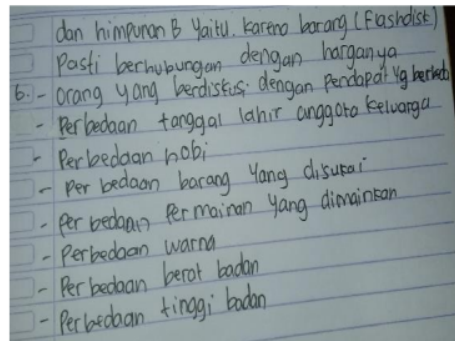 dan himpunan B yaitu. karena barang (Flashdisk)
Pasti berhubungan dengan harganya
6. - Orang yang berdiskusi dengan pendapat yg
- Perbedaan tanggal lahir anggota keluarga
- Perbedaan hobi
- Perbedaan barang yang disukai
- Perbedaan Permainan yang dimainkan
- Perbedaan warna
- Perbedaan berat badan
- Perbedaan tinggi badan